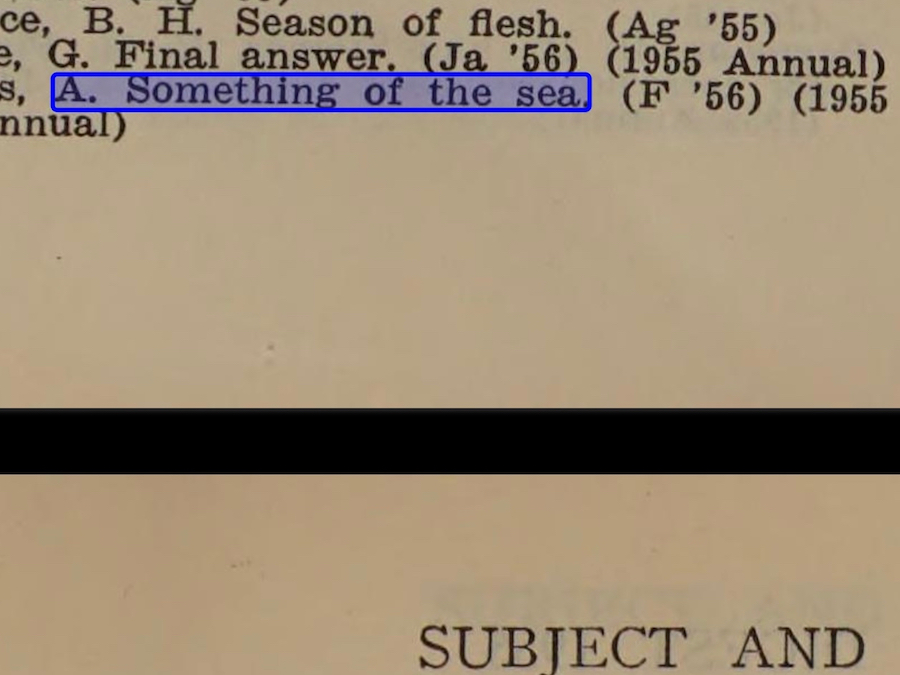 ce, B. H. Season of flesh. (Ag '55)
e, G. Final answer. (Ja '56) (1955 Annual)
s, A. Something of the sea. (F '56) (1955
nnual)
SUBJECT AND